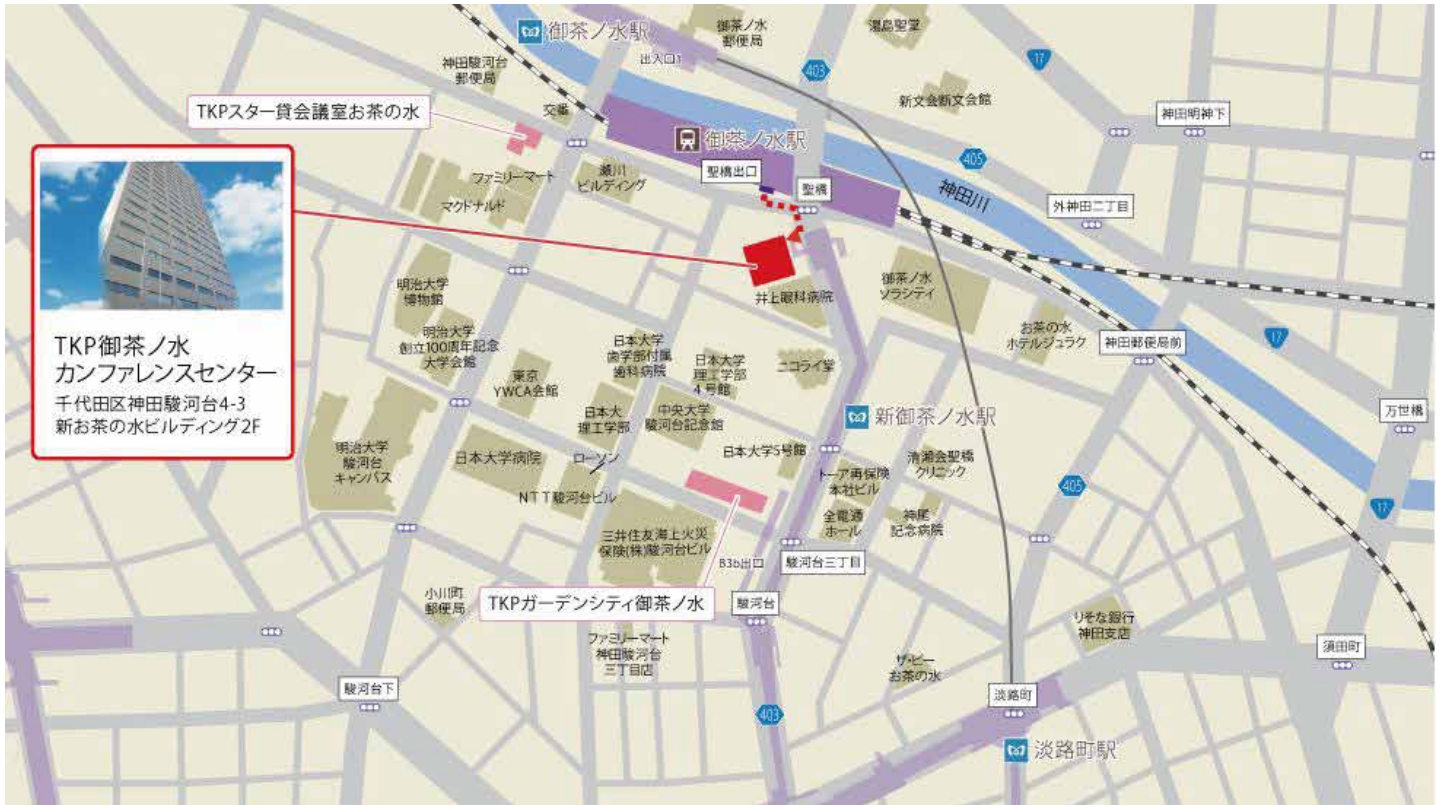 御茶ノ水駅
御茶ノ水
郵便局
湯島聖堂
出入口1
403
17
神田駿河台
郵便局
新文会断文会館
TKPスター貸会議室お茶の水
交番
神田明神下
御茶ノ水駅
405
聖橋出口
瀬川
ビルディング
ファミリーマート
マクドナルド
聖橋
神田川
外神田二丁目
TKP御茶ノ水
カンファレンスセンター
千代田区神田駿河台4-3
新お茶の水ビルディング2F
明治大学
博物館
井上眼科病院
御茶ノ水
ソラシティ
お茶の水
ホテルジュラク
神田郵便局前
17
明治大学
創立100周年記念
大学会館
東京
YWCA会館
日本大学
歯学部付属
歯科病院
日本大学
理工学部
4号館
ニコライ堂
日本大
理工学部
中央大学
駿河台記念館
新御茶ノ水駅
万世橋
明治大学
駿河台
キャンパス
日本大学病院
ローソン
日本大学5号館
トーア再保険
本社ビル
清瀬会聖橋
クリニック
405
17
NTT駿河台ビル
三井住友海上火災
保険(株)駿河台ビル
全電通
ホール
神尾
記念病院
B3b出口
駿河台三丁目
小川町
郵便局
TKPガーデンシティ御茶ノ水
駿河台
りそな銀行
神田支店
ファミリーマート
神田駿河台
三丁目店
ザ・ビー
お茶の水
須田町
駿河台下
淡路町
403
淡路町駅